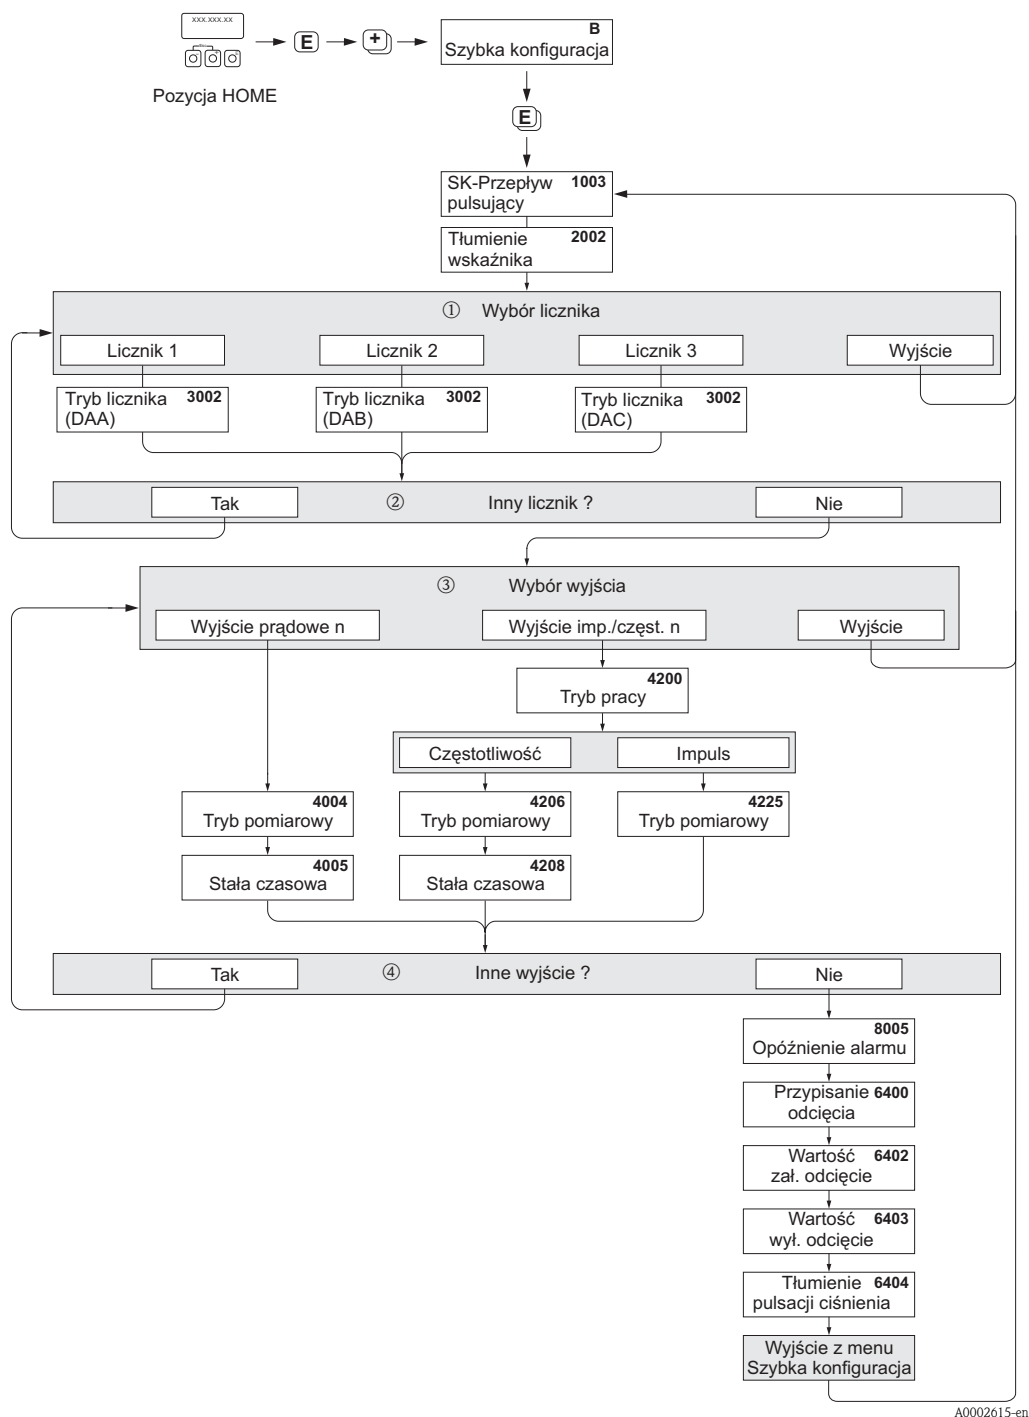 xxx.xxx.xx
Pozycja HOME
E
+
B
Szybka konfiguracja
E
SK-Przepływ 1003
pulsujący
Tłumienie 2002
wskaźnika
① Wybór licznika
Licznik 1
Licznik 2
Licznik 3
Wyjście
Tryb licznika 3002
(DAA)
Tryb licznika 3002
(DAB)
Tryb licznika 3002
(DAC)
Tak
② Inny licznik ?
Nie
③ Wybór wyjścia
Wyjście prądowe n
Wyjście imp./częst. n
Wyjście
4200
Tryb pracy
Częstotliwość
Impuls
4004
Tryb pomiarowy
4206
Tryb pomiarowy
4225
Tryb pomiarowy
4005
Stała czasowa
4208
Stała czasowa
Tak
④ Inne wyjście ?
Nie
8005
Opóźnienie alarmu
Przypisanie 6400
odcięcia
Wartość 6402
zał. odcięcie
Wartość 6403
wył. odcięcie
Tłumienie 6404
pulsacji ciśnienia
Wyjście z menu
Szybka konfiguracja
A0002615-en